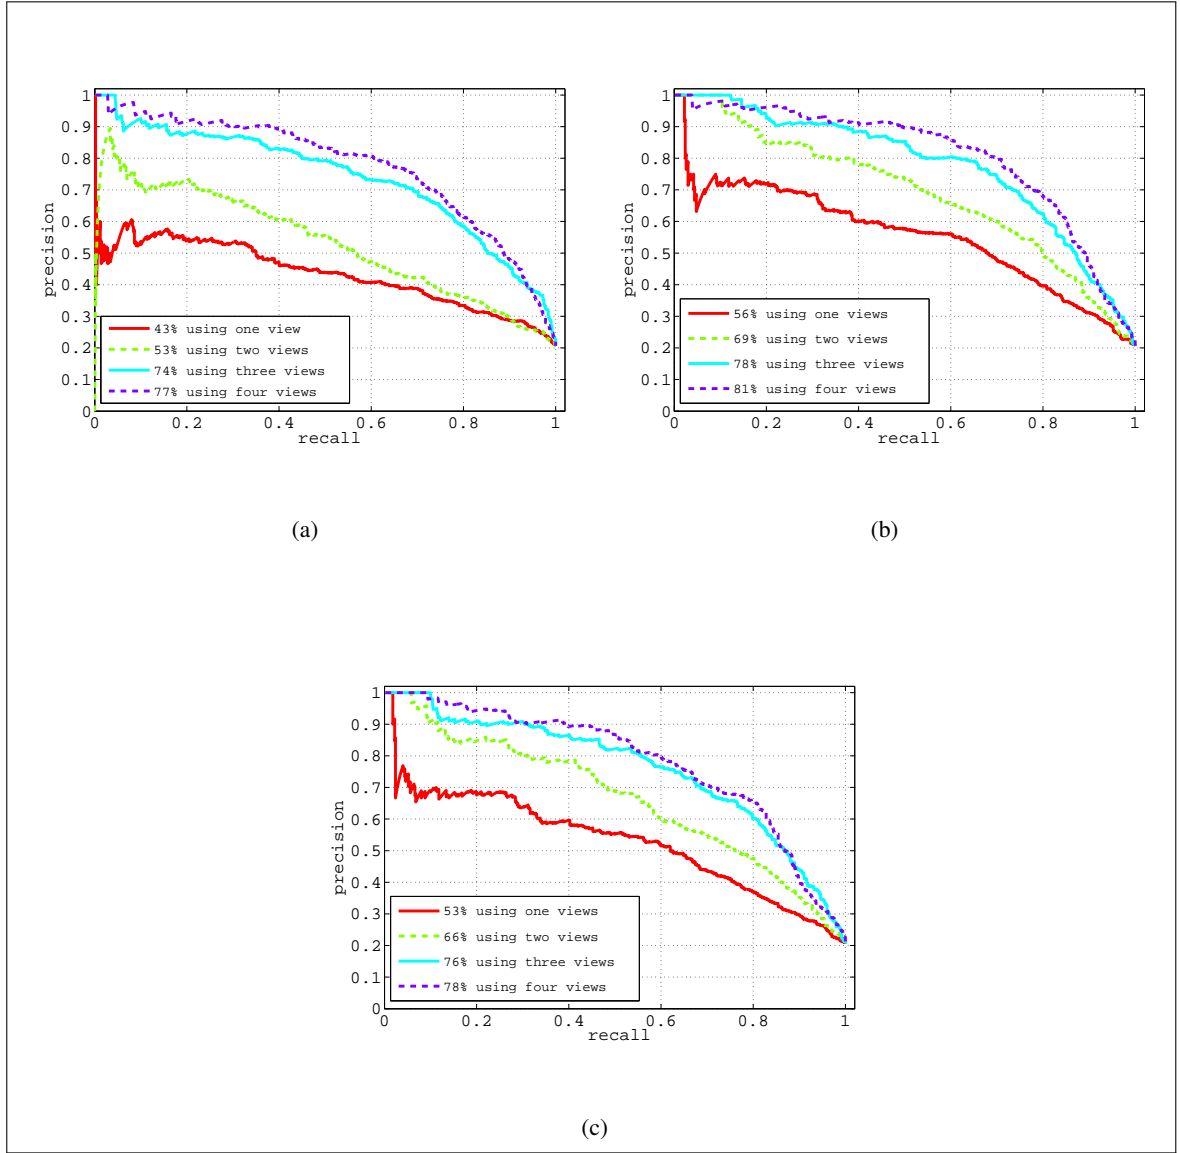 1
0.9
0.8
0.7
0.6
0.5
0.4
0.3
0.2
0.1
0
precision
43% using one view
53% using two views
74% using three views
77% using four views
0 0.2 0.4 0.6 0.8 1
recall
(a)
1
0.9
0.8
0.7
0.6
0.5
0.4
0.3
0.2
0.1
0
precision
56% using one views
69% using two views
78% using three views
81% using four views
0 0.2 0.4 0.6 0.8 1
recall
(b)
1
0.9
0.8
0.7
0.6
0.5
0.4
0.3
0.2
0.1
0
precision
53% using one views
66% using two views
76% using three views
78% using four views
0 0.2 0.4 0.6 0.8 1
recall
(c)